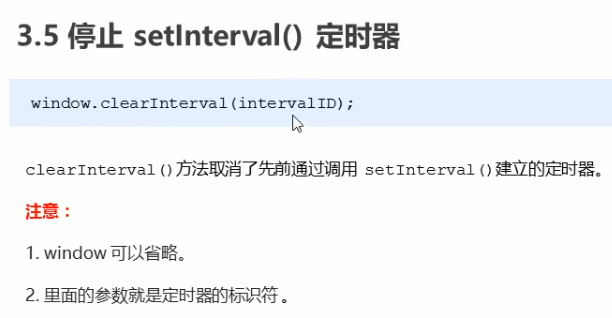 3.5 停止 setInterval() 定时器
window.clearInterval(intervalID);
clearInterval()方法取消了先前通过调用 setInterval()建立的定时器。
注意：
1. window 可以省略。
2. 里面的参数就是定时器的标识符 。